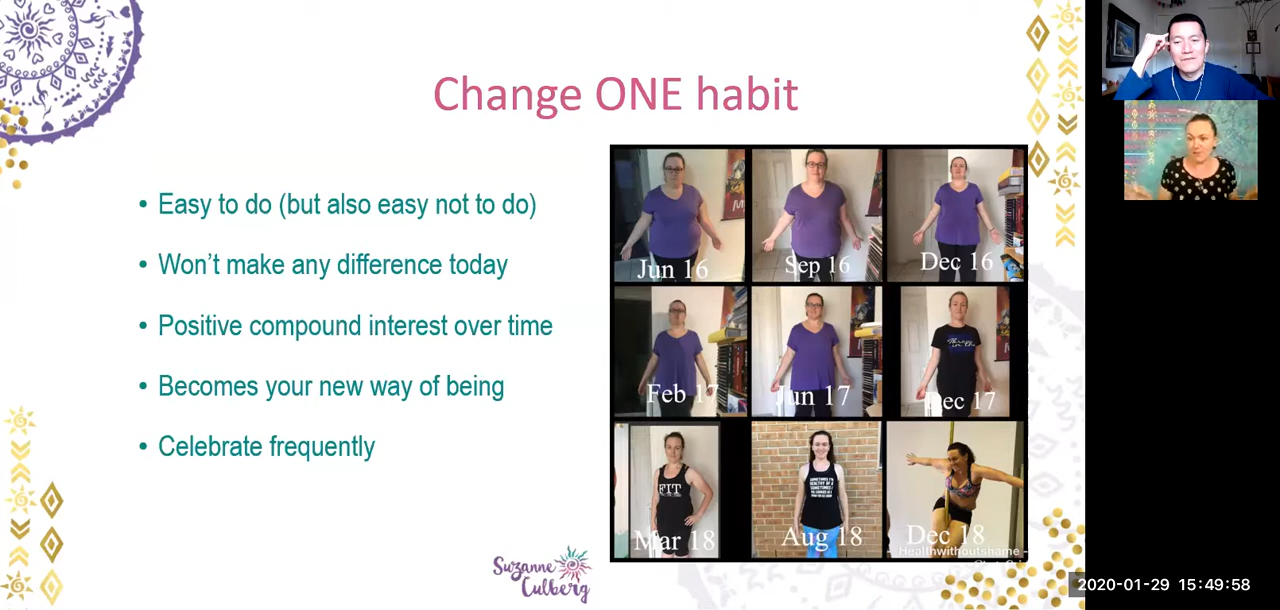 Change ONE habit
• Easy to do (but also easy not to do)
• Won't make any difference today
• Positive compound interest over time
• Becomes your new way of being
• Celebrate frequently
Jun 16
Sep 16
Dec 16
Feb 17
Jun 17
Dec 17
FIT
Mar 18
Aug 18
Dec 18
- Healthwithoutshame -
Suzanne
Culberg
2020-01-29 15:49:58